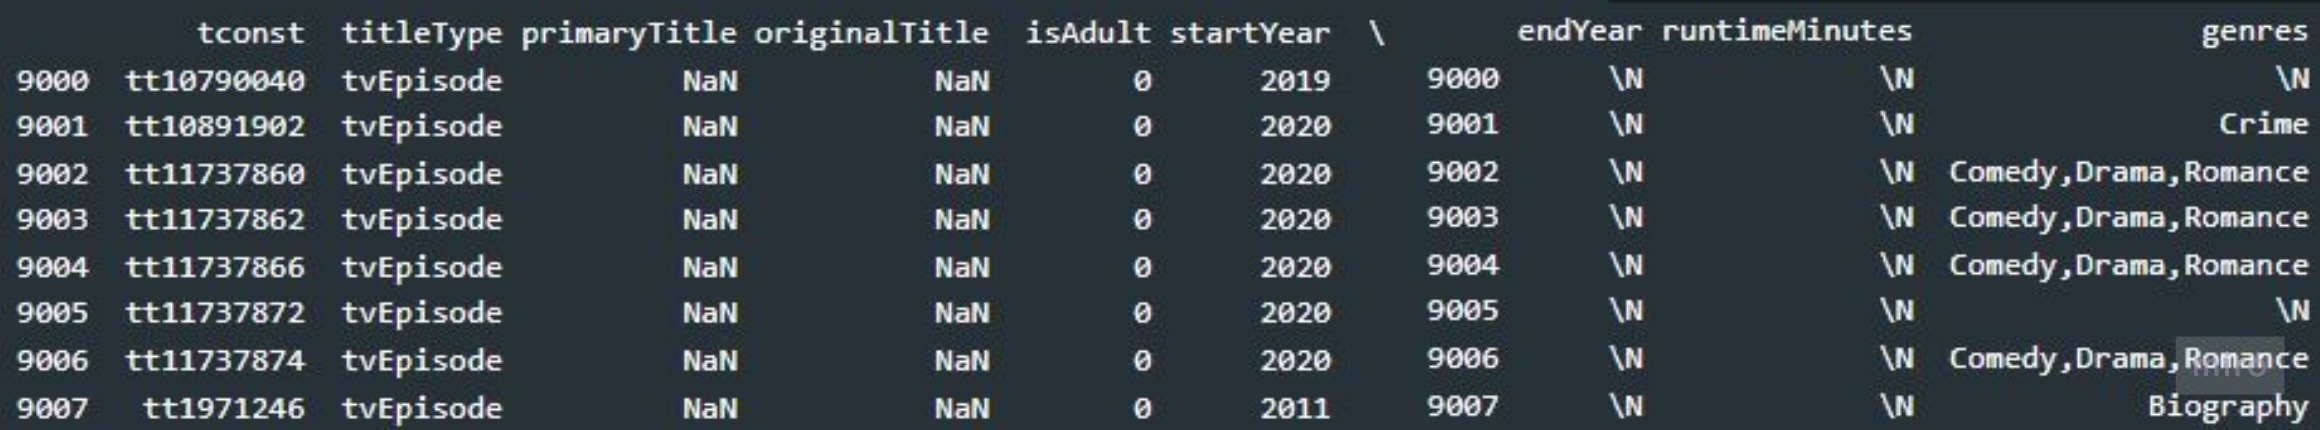 tconst titleType primaryTitle originalTitle isAdult startYear \ endYear runtimeMinutes genres
9000 tt10790040 tvEpisode NaN NaN 0 2019 9000 \N \N \N
9001 tt10891902 tvEpisode NaN NaN 0 2020 9001 \N \N Crime
9002 tt11737860 tvEpisode NaN NaN 0 2020 9002 \N \N Comedy,Drama,Romance
9003 tt11737862 tvEpisode NaN NaN 0 2020 9003 \N \N Comedy,Drama,Romance
9004 tt11737866 tvEpisode NaN NaN 0 2020 9004 \N \N Comedy,Drama,Romance
9005 tt11737872 tvEpisode NaN NaN 0 2020 9005 \N \N \N
9006 tt11737874 tvEpisode NaN NaN 0 2020 9006 \N \N Comedy,Drama,Romance
9007 tt1971246 tvEpisode NaN NaN 0 2011 9007 \N \N Biography